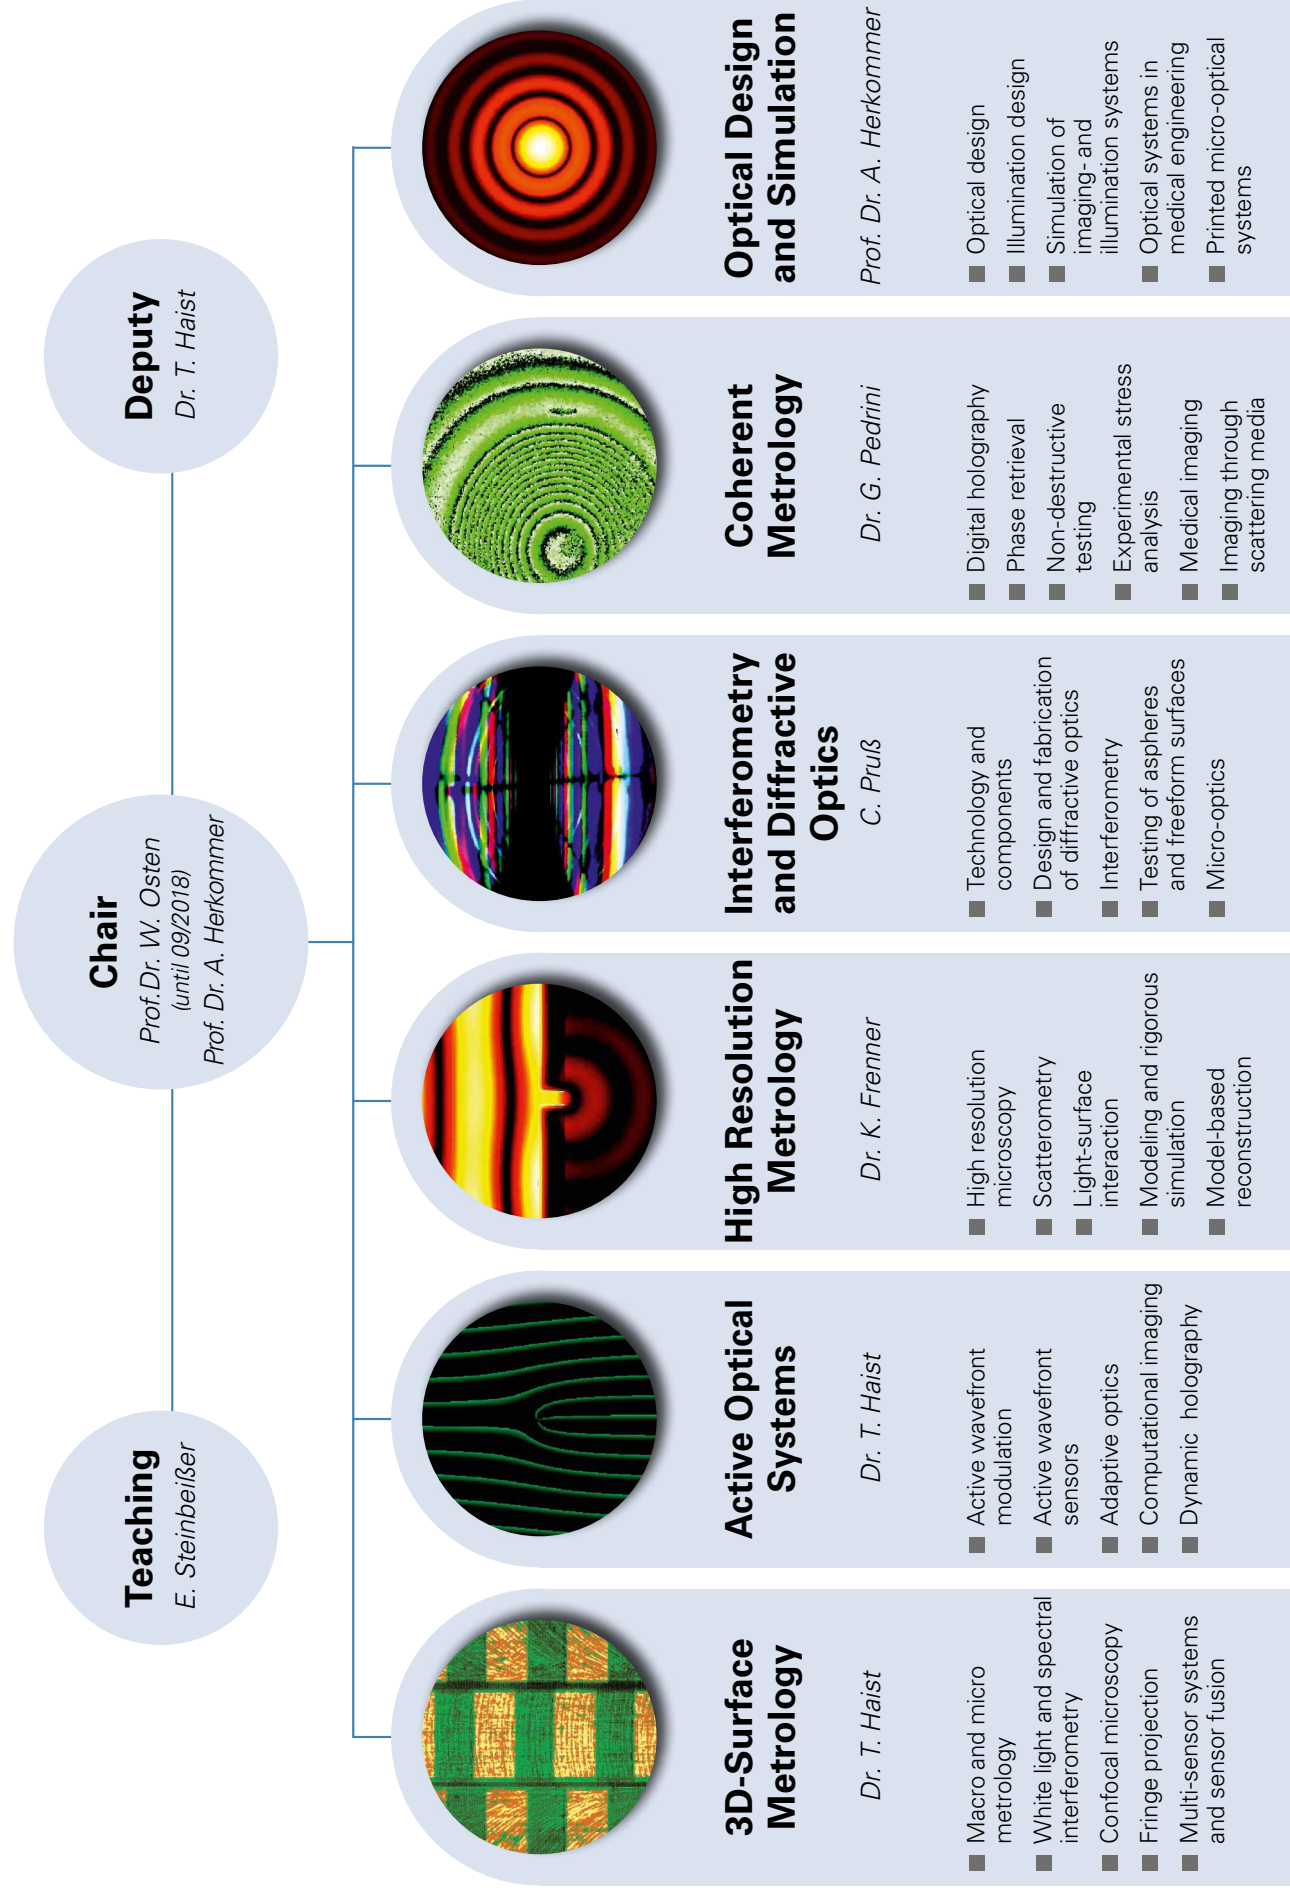 Teaching
E. Steinbeißer
Chair
Prof.Dr. W. Osten
(until 09/2018)
Prof. Dr. A. Herkommer
Deputy
Dr. T. Haist
3D-Surface
Metrology
Dr. T. Haist
Macro and micro
metrology
White light and spectral
interferometry
Confocal microscopy
Fringe projection
Multi-sensor systems
and sensor fusion
Active Optical
Systems
Dr. T. Haist
Active wavefront
modulation
Active wavefront
sensors
Adaptive optics
Computational imaging
Dynamic holography
High Resolution
Metrology
Dr. K. Frenner
High resolution
microscopy
Scatterometry
Light-surface
interaction
Modeling and rigorous
simulation
Model-based
reconstruction
Interferometry
and Diffractive
Optics
C. Pruß
Technology and
components
Design and fabrication
of diffractive optics
Interferometry
Testing of aspheres
and freeform surfaces
Micro-optics
Coherent
Metrology
Dr. G. Pedrini
Digital holography
Phase retrieval
Non-destructive
testing
Experimental stress
analysis
Medical imaging
Imaging through
scattering media
Optical Design
and Simulation
Prof. Dr. A. Herkommer
Optical design
Illumination design
Simulation of
imaging- and
illumination systems
Optical systems in
medical engineering
Printed micro-optical
systems